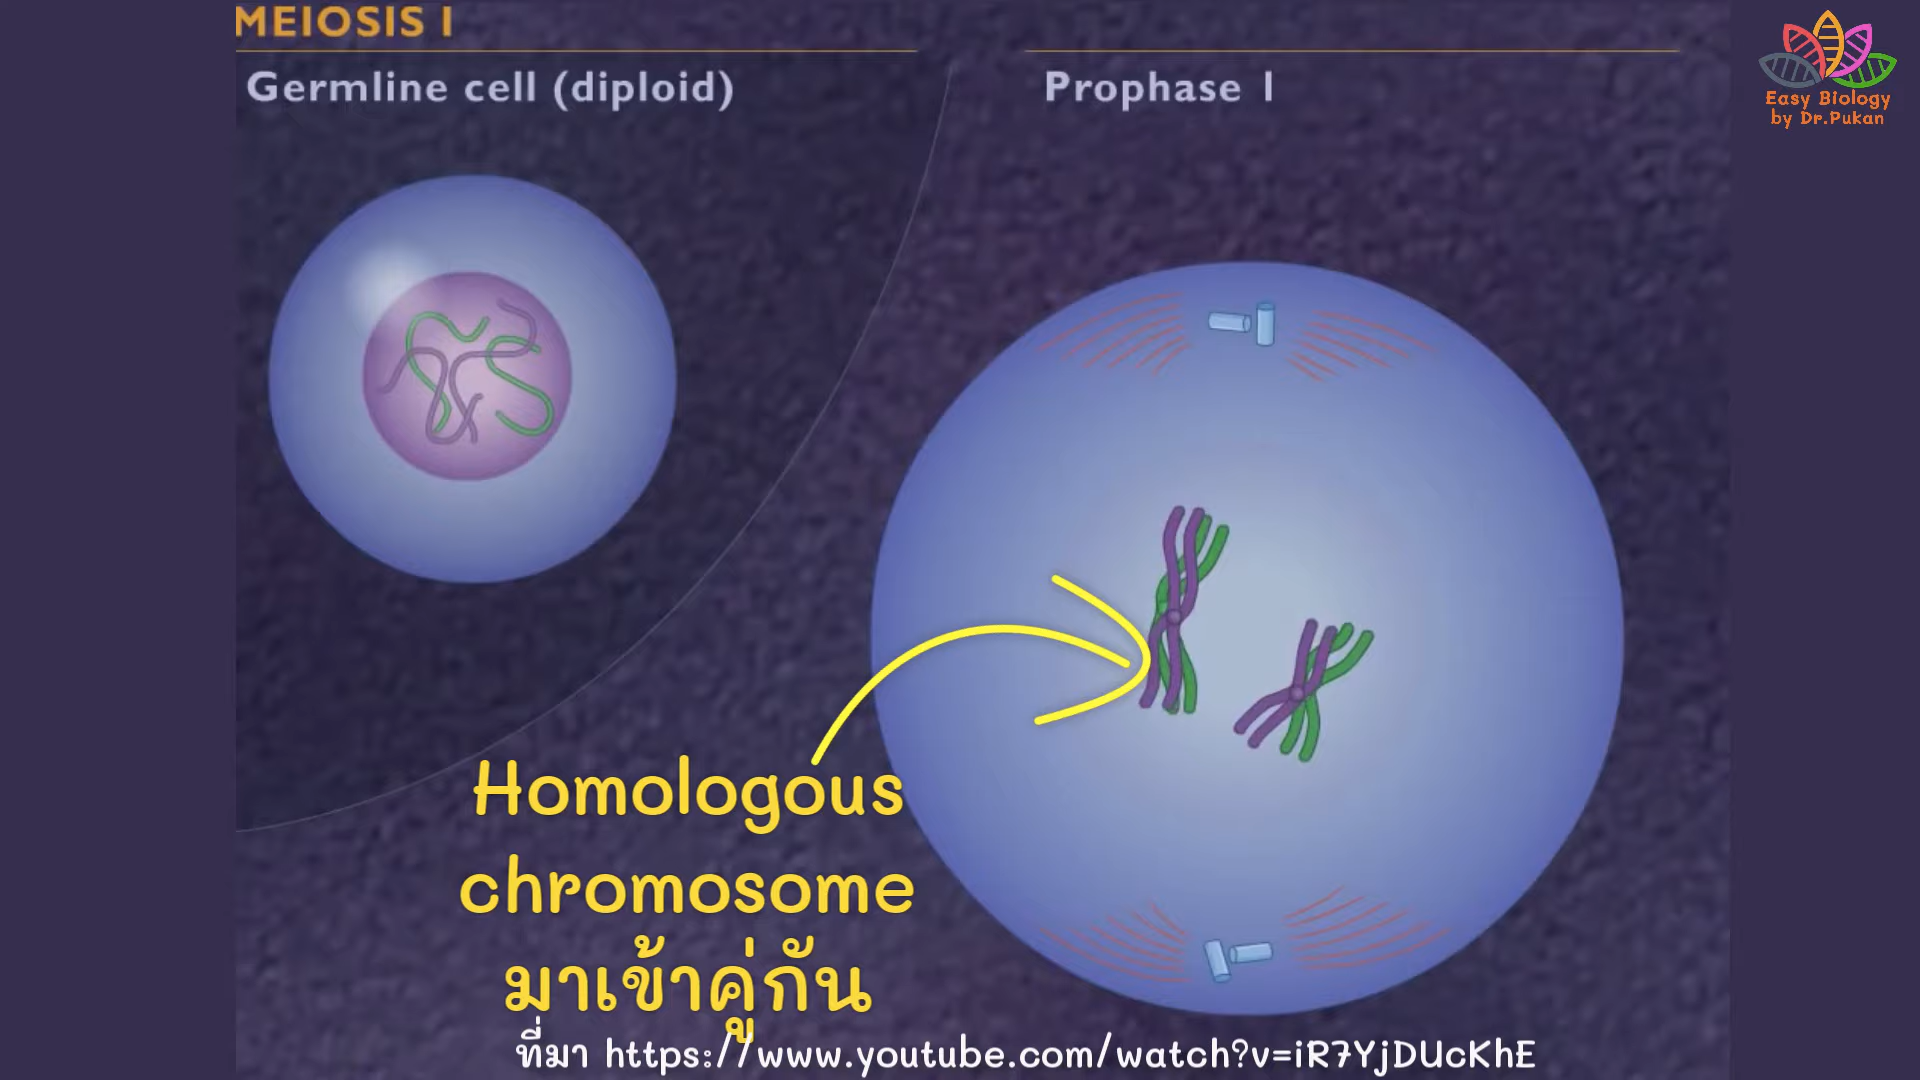 MEIOSIS I
Germline cell (diploid)
Prophase I
Easy Biology
by Dr.Pukan
Homologous
chromosome
มาเข้าคู่กัน
ที่มา https://www.youtube.com/watch?v=iR7YjDUcKhE